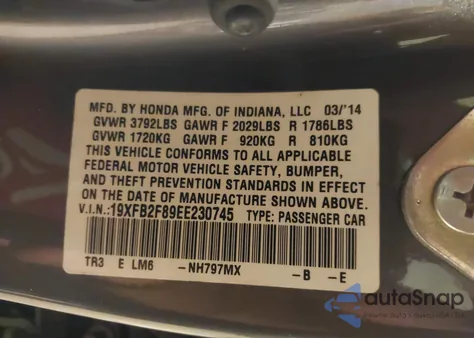 MFD. BY HONDA MFG. OF INDIANA, LLC 03/'14
GVWR 3792LBS GAWR F 2029LBS R 1786LBS
GVWR 1720KG GAWR F 920KG R 810KG
THIS VEHICLE CONFORMS TO ALL APPLICABLE
FEDERAL MOTOR VEHICLE SAFETY, BUMPER,
AND THEFT PREVENTION STANDARDS IN EFFECT
ON THE DATE OF MANUFACTURE SHOWN ABOVE.
V.I.N.: 19XFB2F89EE230745 TYPE: PASSENGER CAR
TR3 E LM6 -NH797MX -B -E
autoSnap